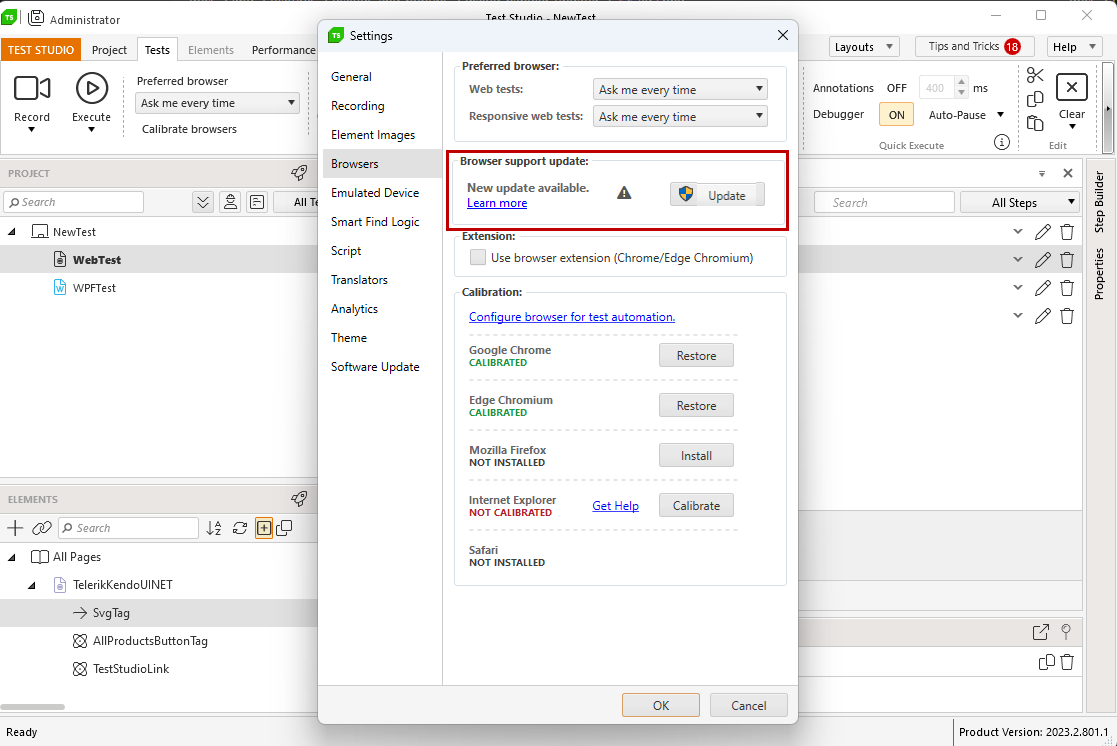 Administrator
Test Studio - NewTest
TEST STUDIO
Project
Tests
Elements
Performance
Layouts
Tips and Tricks 18
Help
Record
Execute
Preferred browser
Ask me every time
Calibrate browsers
Annotations OFF 400 ms
Debugger ON Auto-Pause
Quick Execute
Clear
Edit
PROJECT
Search
All Te
NewTest
WebTest
WPFTest
ELEMENTS
Search
All Pages
TelerikKendoUINET
SvgTag
AllProductsButtonTag
TestStudioLink
Ready
TS Settings
General
Recording
Element Images
Browsers
Emulated Device
Smart Find Logic
Script
Translators
Analytics
Theme
Software Update
Preferred browser:
Web tests: Ask me every time
Responsive web tests: Ask me every time
Browser support update:
New update available.
Learn more
Update
Extension:
Use browser extension (Chrome/Edge Chromium)
Calibration:
Configure browser for test automation.
Google Chrome
CALIBRATED
Restore
Edge Chromium
CALIBRATED
Restore
Mozilla Firefox
NOT INSTALLED
Install
Internet Explorer
NOT CALIBRATED
Get Help
Calibrate
Safari
NOT INSTALLED
OK
Cancel
Search
All Steps
Step Builder
Properties
Product Version: 2023.2.801.1